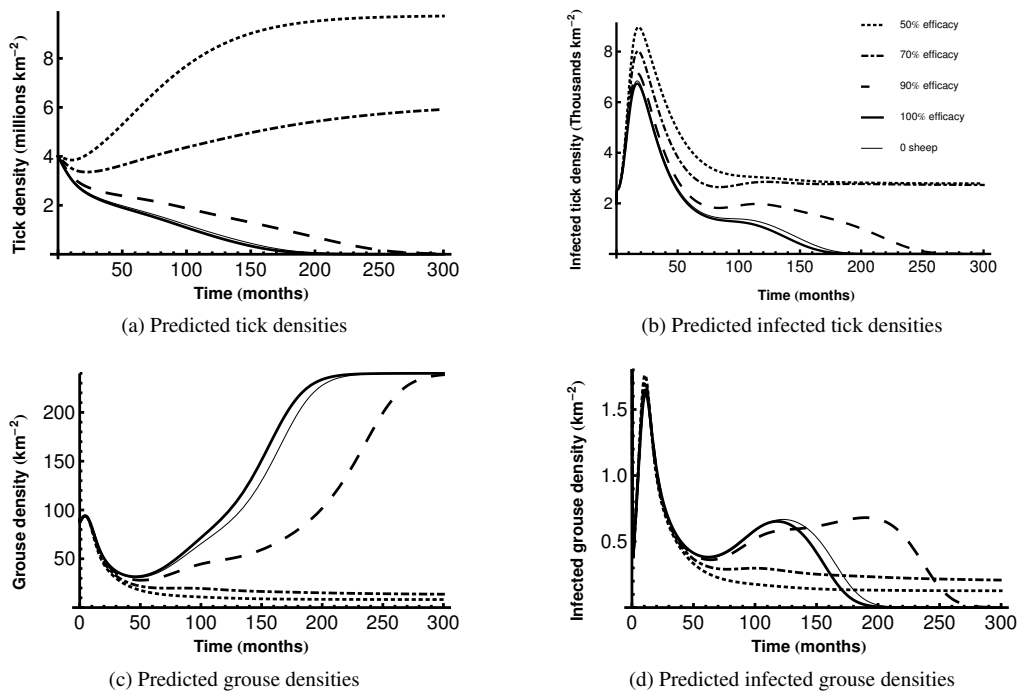 Tick density (millions km⁻²)
8
6
4
2
50 100 150 200 250 300
Time (months)
(a) Predicted tick densities
Infected tick density (Thousands km⁻²)
8
6
4
2
50 100 150 200 250 300
Time (months)
50% efficacy
70% efficacy
90% efficacy
100% efficacy
0 sheep
(b) Predicted infected tick densities
Grouse density (km⁻²)
200
150
100
50
0 50 100 150 200 250 300
Time (months)
(c) Predicted grouse densities
Infected grouse density (km⁻²)
1.5
1.0
0.5
0 50 100 150 200 250 300
Time (months)
(d) Predicted infected grouse densities